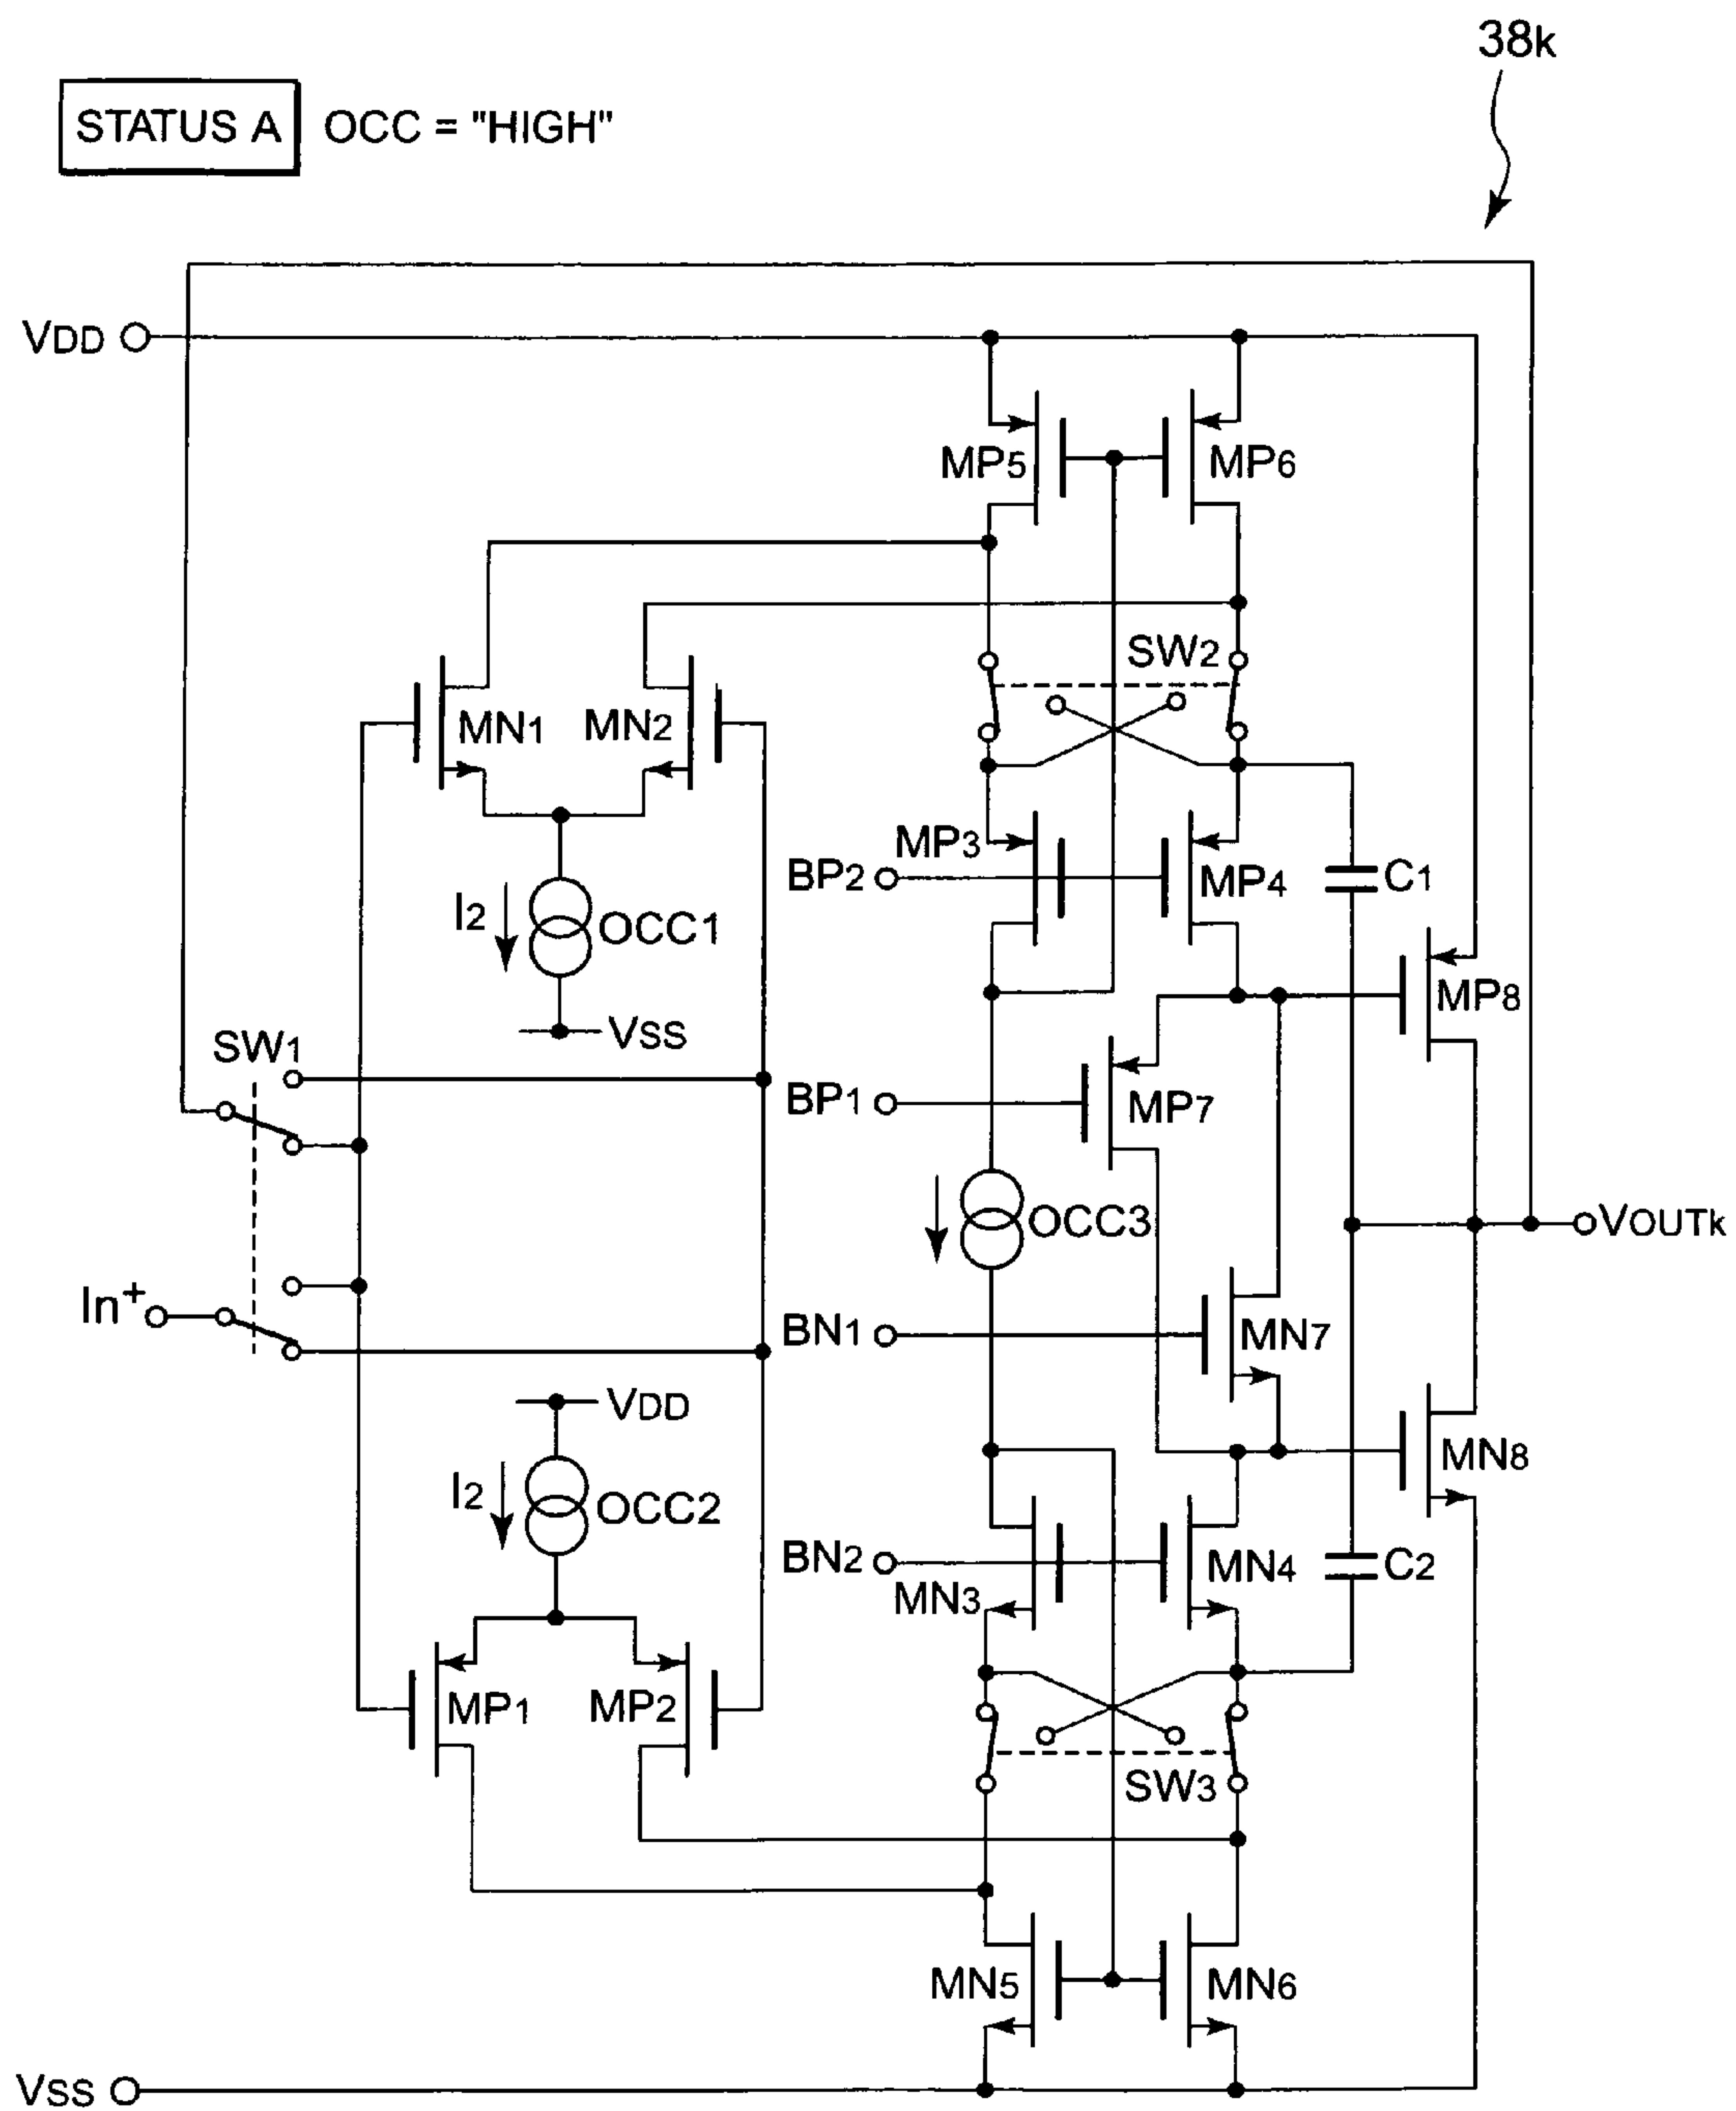 38k
STATUS A OCC = "HIGH"
VDD
MP5
MP6
SW2
MN1
MN2
MP3
BP2
MP4
C1
I2
OCC1
MP8
VSS
SW1
BP1
MP7
OCC3
VOUTk
In+
BN1
MN7
VDD
MN8
I2
OCC2
BN2
MN4
C2
MN3
MP1
MP2
SW3
MN5
MN6
VSS